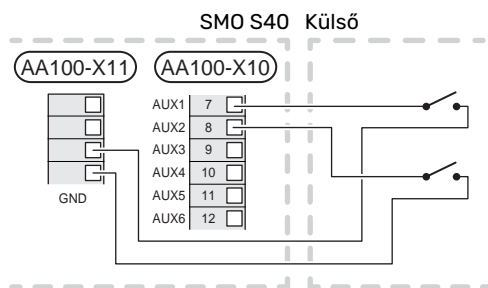 SMO S40 Külső
AA100-X11 AA100-X10
AUX1 7
AUX2 8
AUX3 9
AUX4 10
AUX5 11
AUX6 12
GND